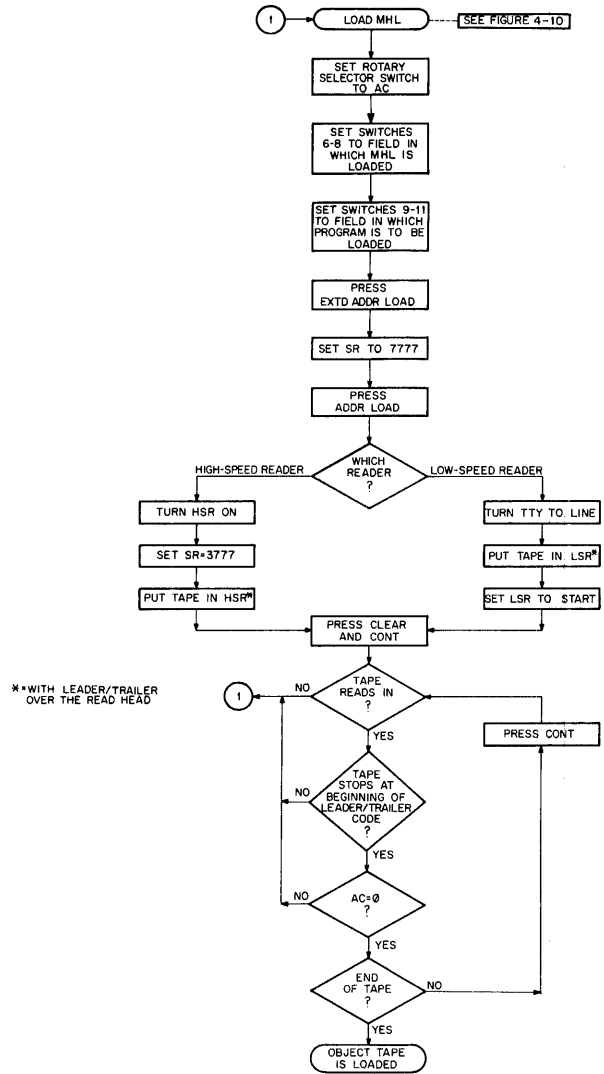 1
LOAD MHL
SEE FIGURE 4-10
SET ROTARY
SELECTOR SWITCH
TO AC
SET SWITCHES
6-8 TO FIELD IN
WHICH MHL IS
LOADED
SET SWITCHES 9-11
TO FIELD IN WHICH
PROGRAM IS TO BE
LOADED
PRESS
EXTD ADDR LOAD
SET SR TO 7777
PRESS
ADDR LOAD
WHICH
READER
?
HIGH-SPEED READER
LOW-SPEED READER
TURN HSR ON
SET SR=3777
PUT TAPE IN HSR*
TURN TTY TO LINE
PUT TAPE IN LSR*
SET LSR TO START
PRESS CLEAR
AND CONT
*=WITH LEADER/TRAILER
OVER THE READ HEAD
1
NO
TAPE
READS IN
?
YES
PRESS CONT
NO
TAPE
STOPS AT
BEGINNING OF
LEADER/TRAILER
CODE
?
YES
NO
AC=0
?
YES
END
OF TAPE
?
NO
YES
OBJECT TAPE
IS LOADED